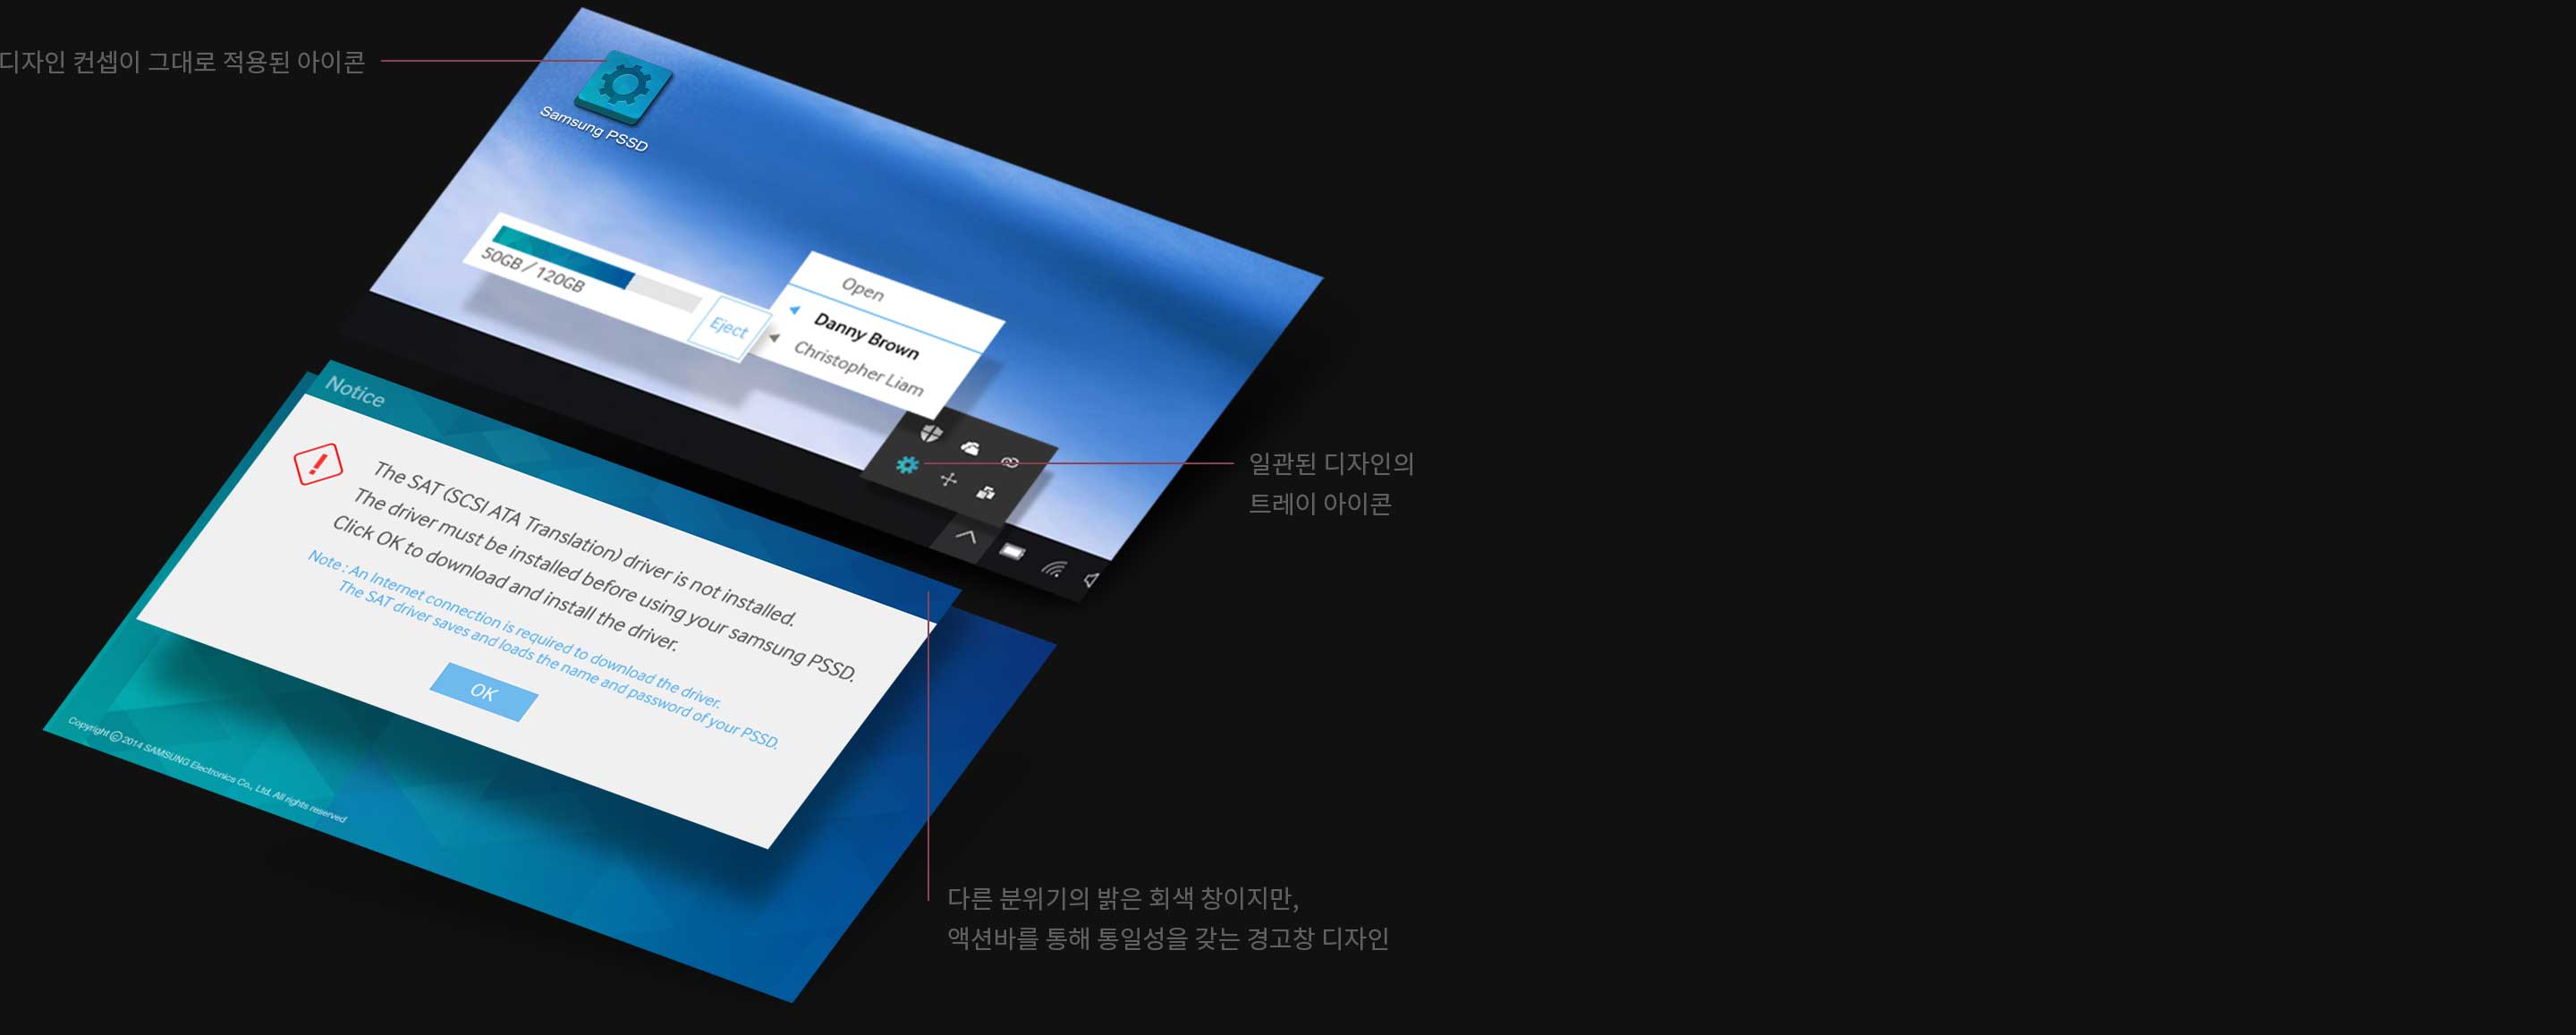 디자인 컨셉이 그대로 적용된 아이콘
Samsung PSSD
50GB / 120GB
Eject
Open
Danny Brown
Christopher Liam
일관된 디자인의
트레이 아이콘
Notice
The SAT (SCSI ATA Translation) driver is not installed.
The driver must be installed before using your samsung PSSD.
Click OK to download and install the driver.
Note : An Internet connection is required to download the driver.
The SAT driver saves and loads the name and password of your PSSD.
OK
Copyright ⓒ 2014 SAMSUNG Electronics Co., Ltd. All rights reserved
다른 분위기의 밝은 회색 창이지만,
액션바를 통해 통일성을 갖는 경고창 디자인